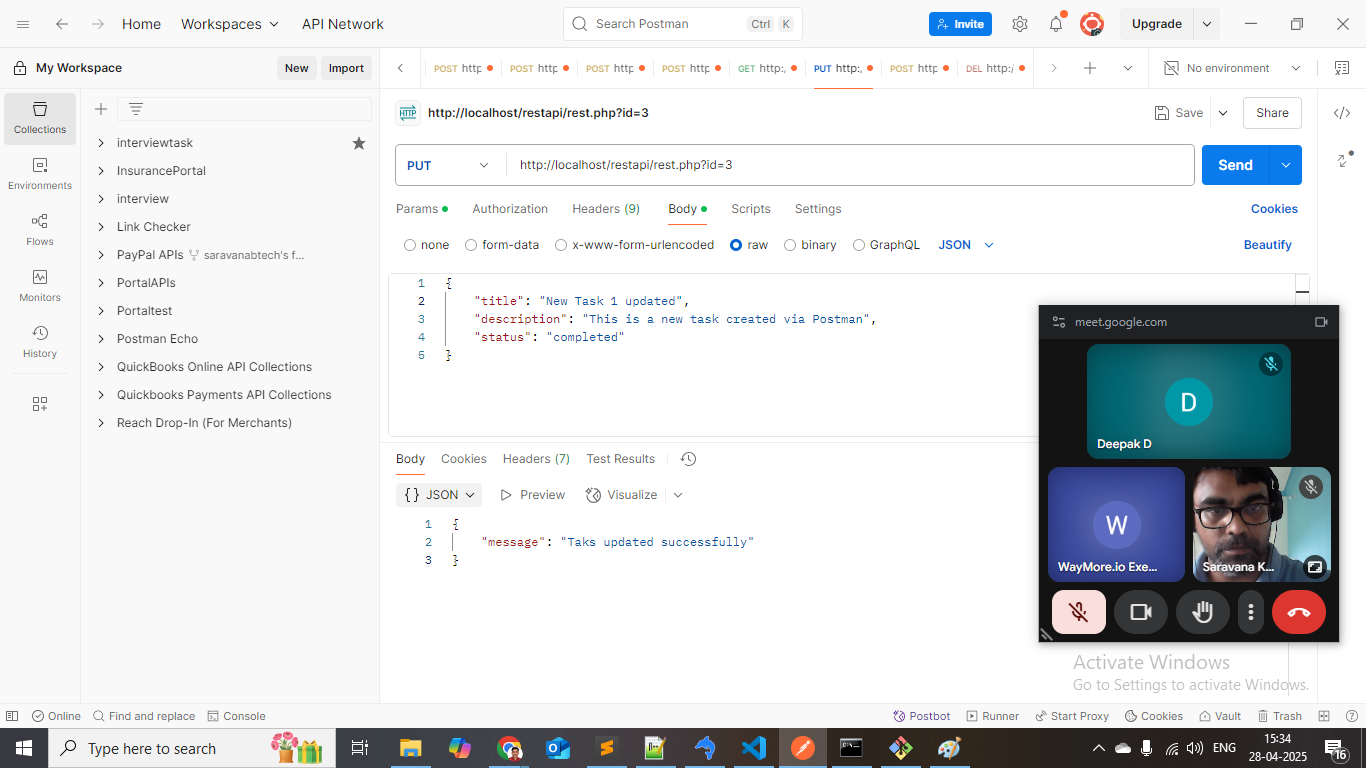 Home
Workspaces
API Network
Search Postman
Ctrl K
Invite
Upgrade
My Workspace
New
Import
POST http
POST http
POST http
POST http
GET http:
PUT http:
POST http
DEL http:/
No environment
Collections
Environments
Flows
Monitors
History
interviewtask
InsurancePortal
interview
Link Checker
PayPal APIs saravanabtech's f...
PortalAPIs
Portaltest
Postman Echo
QuickBooks Online API Collections
Quickbooks Payments API Collections
Reach Drop-In (For Merchants)
HTTP http://localhost/restapi/rest.php?id=3
Save
Share
PUT http://localhost/restapi/rest.php?id=3
Send
Params Authorization Headers (9) Body Scripts Settings
Cookies
none form-data x-www-form-urlencoded raw binary GraphQL JSON
Beautify
1 {
2 "title": "New Task 1 updated",
3 "description": "This is a new task created via Postman",
4 "status": "completed"
5 }
Body Cookies Headers (7) Test Results
{} JSON Preview Visualize
1 {
2 "message": "Taks updated successfully"
3 }
meet.google.com
D
Deepak D
W
WayMore.io Exe...
Saravana K...
Activate Windows
Go to Settings to activate Windows.
Online Find and replace Console
Postbot Runner Start Proxy Cookies Vault Trash
Type here to search
ENG
15:34
28-04-2025
16